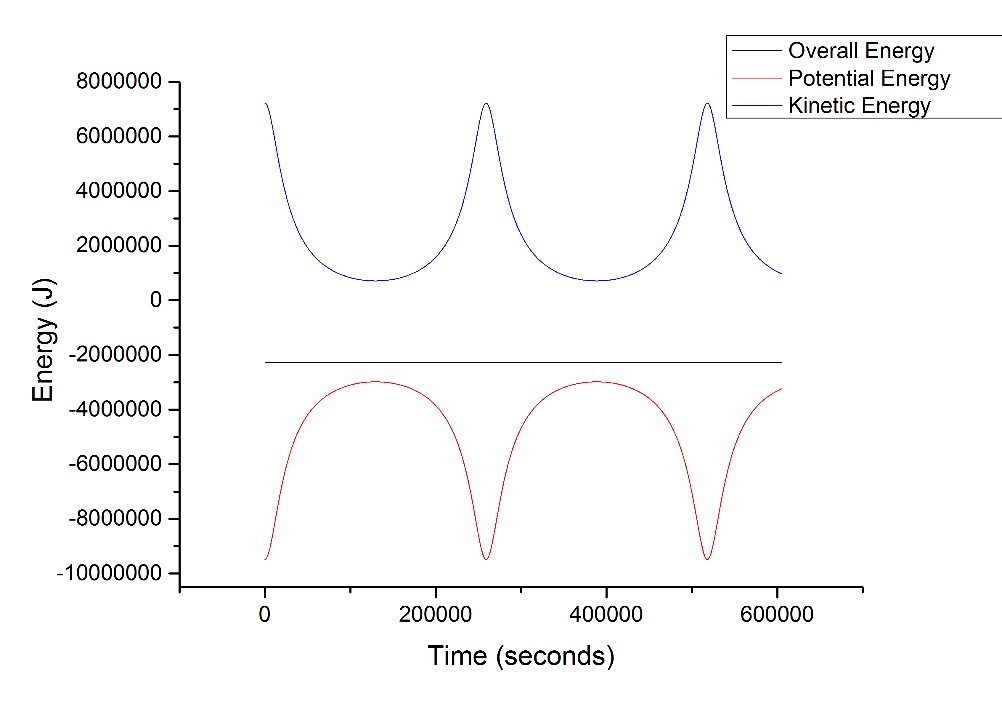 Overall Energy
Potential Energy
Kinetic Energy
8000000
6000000
4000000
2000000
0
-2000000
-4000000
-6000000
-8000000
-10000000
Energy (J)
0 200000 400000 600000
Time (seconds)